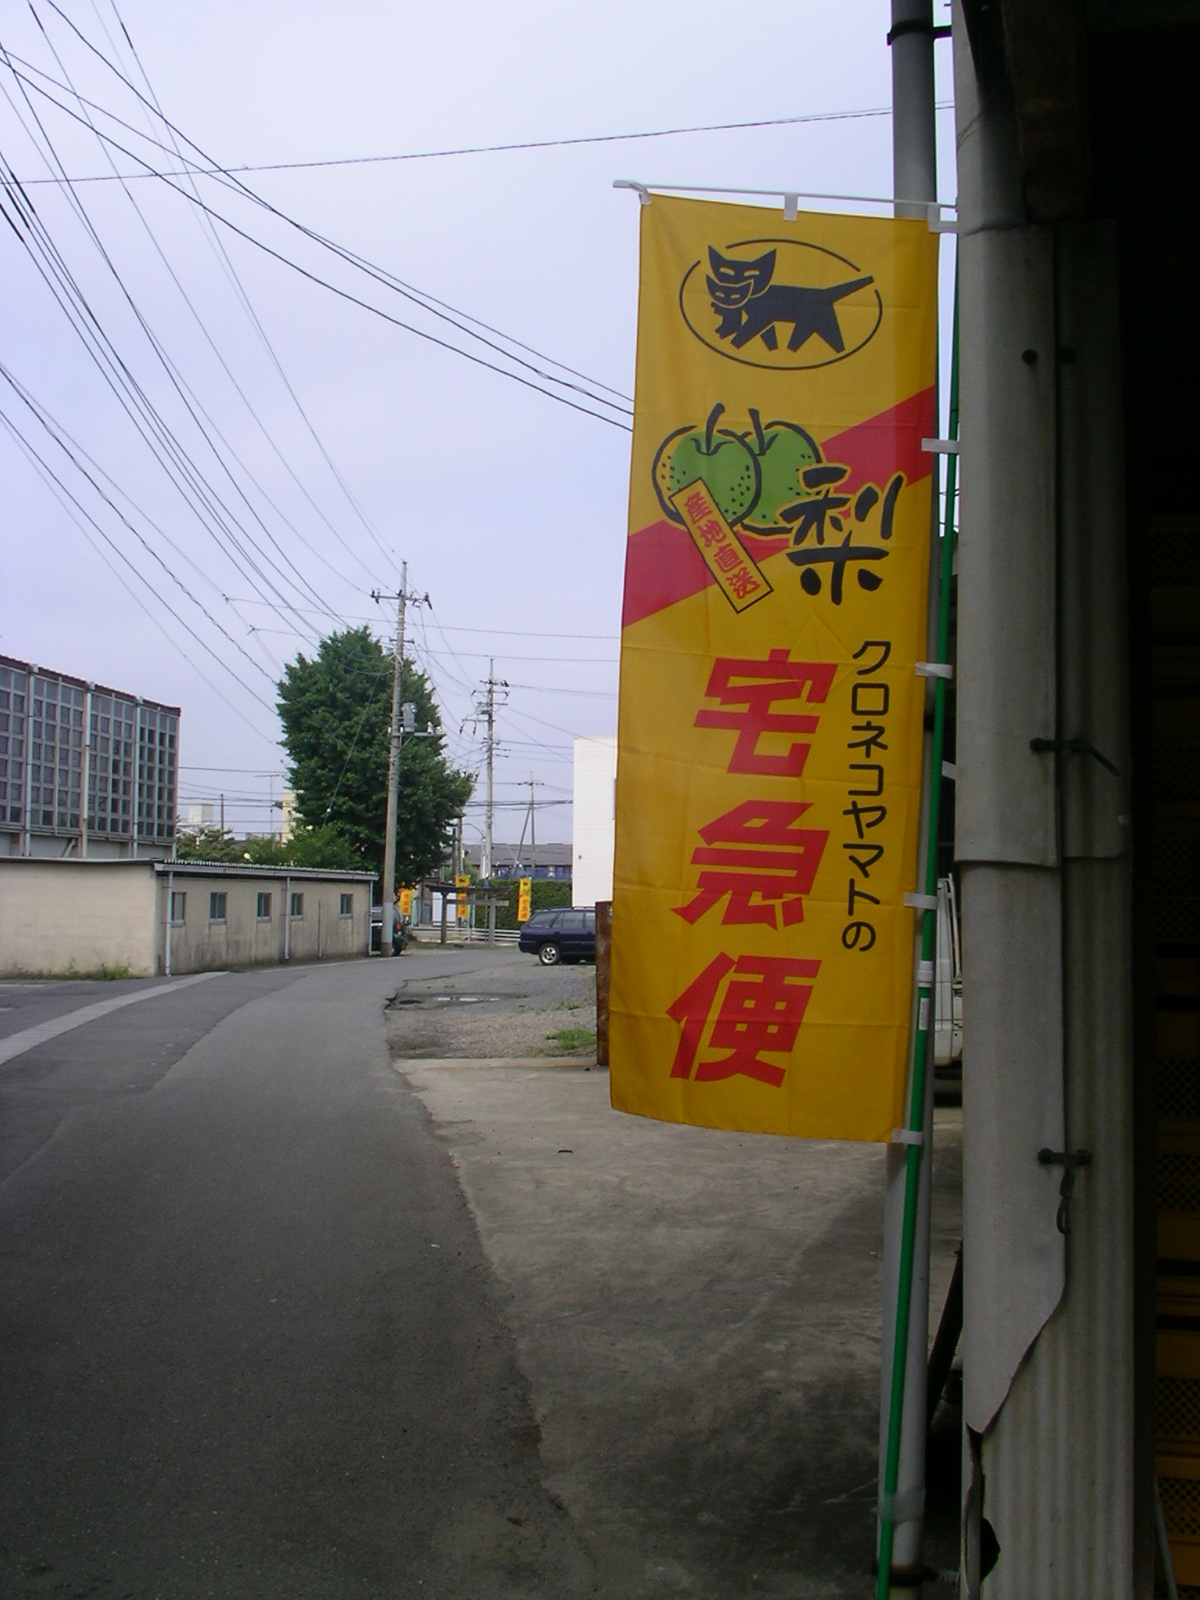 梨
産地直送
クロネコヤマトの
宅急便